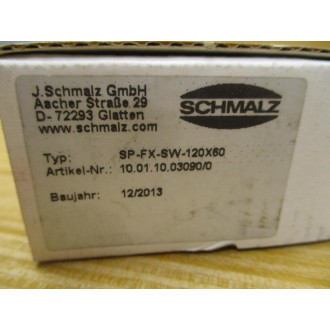 J.Schmalz GmbH
Aacher Straße 29
D- 72293 Glatten
www.schmalz.com
SCHMALZ
Typ: SP-FX-SW-120X60
Artikel-Nr.: 10.01.10.03090/0
Baujahr: 12/2013